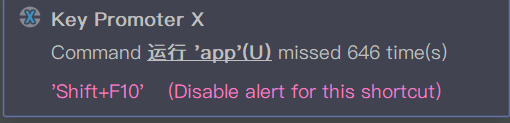 Key Promoter X
Command 运行 'app'(U) missed 646 time(s)
'Shift+F10' (Disable alert for this shortcut)